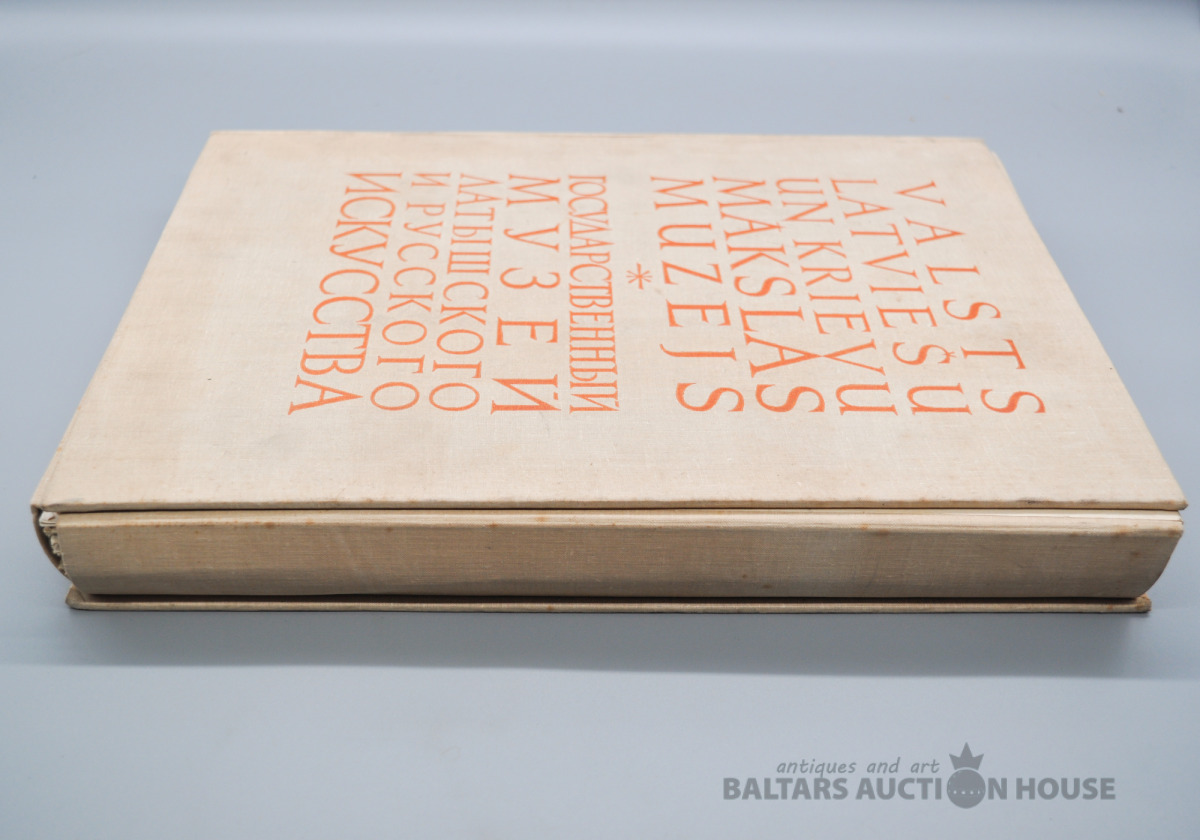 VALSTS
LATVIEŠU
UN KRIEVU
MĀKSLAS
MUZEJS
*
ГОСУДАРСТВЕННЫЙ
МУЗЕЙ
ЛАТЫШСКОГО
И РУССКОГО
ИСКУССТВА
antiques and art
BALTARS AUCTION HOUSE